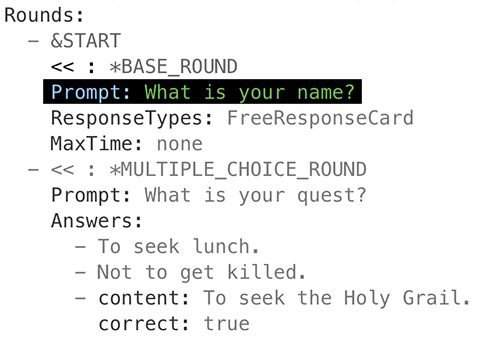 Rounds:
  - &START
    << : *BASE_ROUND
    Prompt: What is your name?
    ResponseTypes: FreeResponseCard
    MaxTime: none
  - << : *MULTIPLE_CHOICE_ROUND
    Prompt: What is your quest?
    Answers:
      - To seek lunch.
      - Not to get killed.
      - content: To seek the Holy Grail.
        correct: true